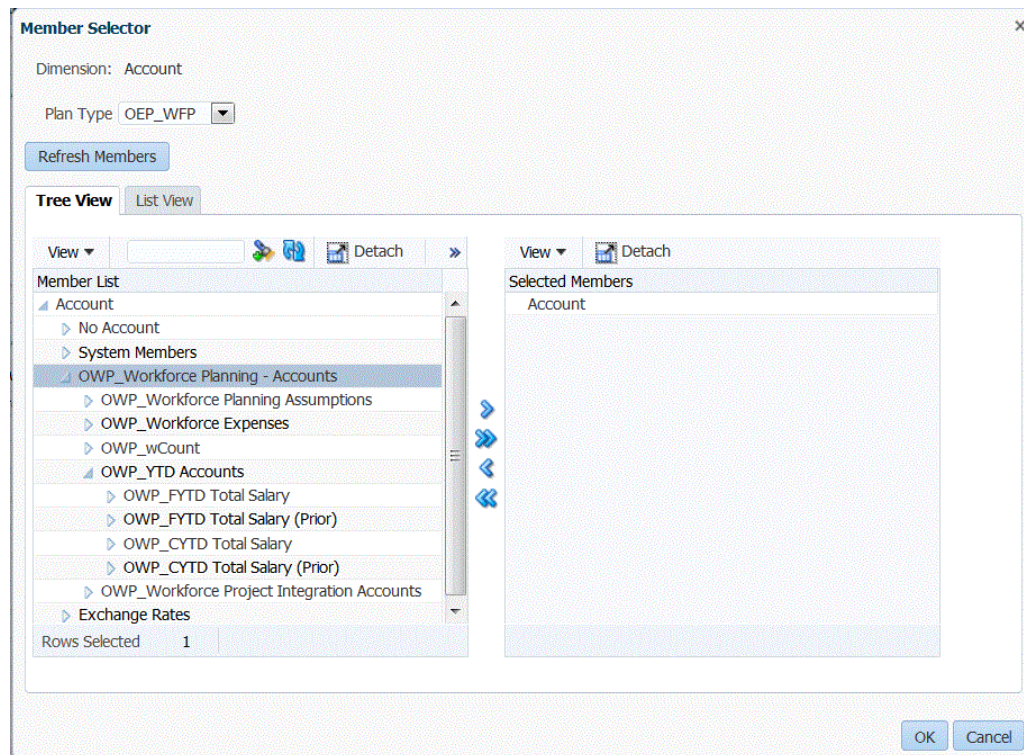 Member Selector
Dimension: Account
Plan Type OEP_WFP
Refresh Members
Tree View List View
View Detach » View Detach
Member List Selected Members
Account Account
No Account
System Members
OWP_Workforce Planning - Accounts
OWP_Workforce Planning Assumptions
OWP_Workforce Expenses
OWP_wCount
OWP_YTD Accounts
OWP_FYTD Total Salary
OWP_FYTD Total Salary (Prior)
OWP_CYTD Total Salary
OWP_CYTD Total Salary (Prior)
OWP_Workforce Project Integration Accounts
Exchange Rates
Rows Selected 1
OK Cancel